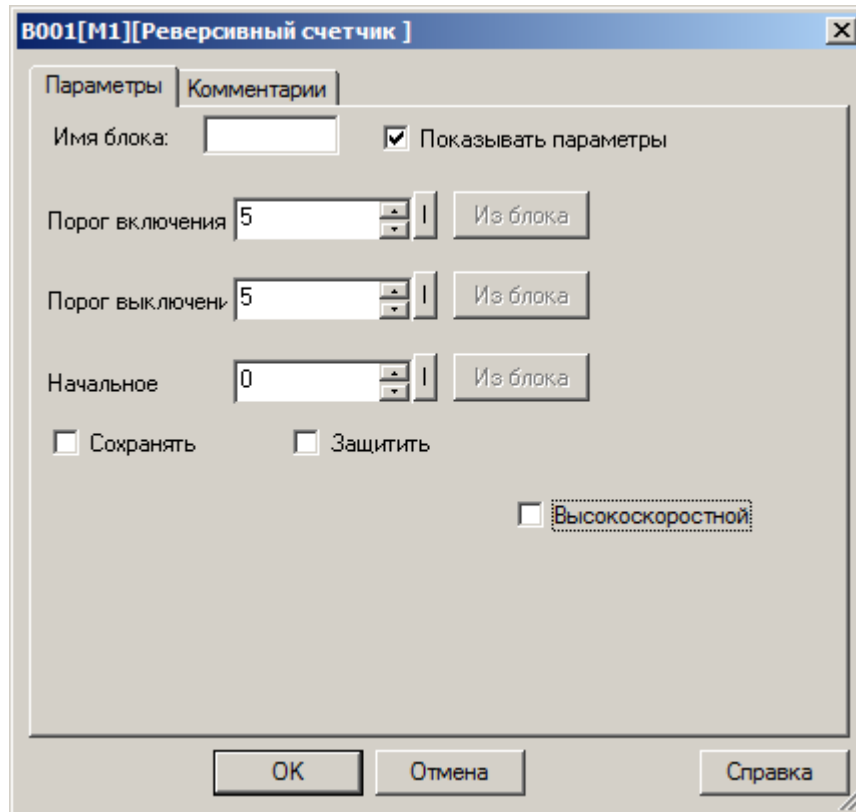 B001[M1][Реверсивный счетчик ]
Параметры Комментарии
Имя блока: Показывать параметры
Порог включения 5 I Из блока
Порог выключени 5 I Из блока
Начальное 0 I Из блока
Сохранять Защитить
Высокоскоростной
OK Отмена Справка